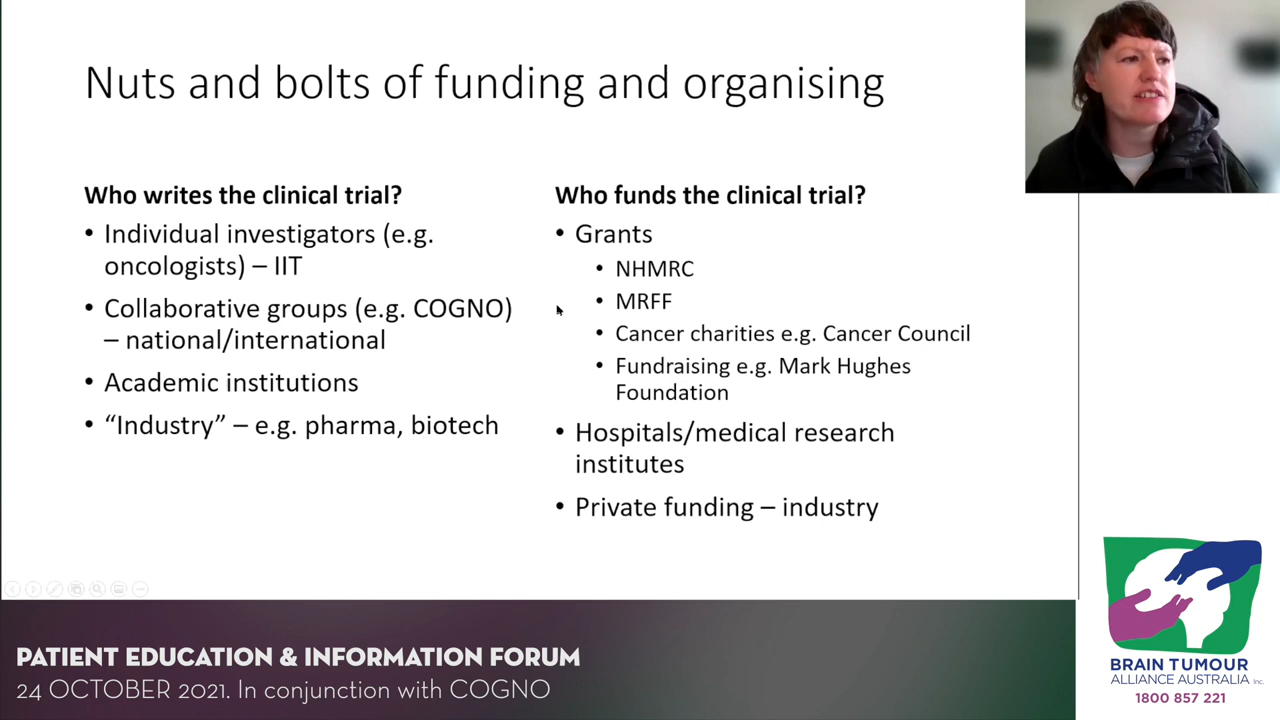 Nuts and bolts of funding and organising
Who writes the clinical trial?
• Individual investigators (e.g.
oncologists) – IIT
• Collaborative groups (e.g. COGNO)
– national/international
• Academic institutions
• “Industry” – e.g. pharma, biotech
Who funds the clinical trial?
• Grants
• NHMRC
• MRFF
• Cancer charities e.g. Cancer Council
• Fundraising e.g. Mark Hughes
Foundation
• Hospitals/medical research
institutes
• Private funding – industry
PATIENT EDUCATION & INFORMATION FORUM
24 OCTOBER 2021. In conjunction with COGNO
BRAIN TUMOUR
ALLIANCE AUSTRALIA Inc.
1800 857 221